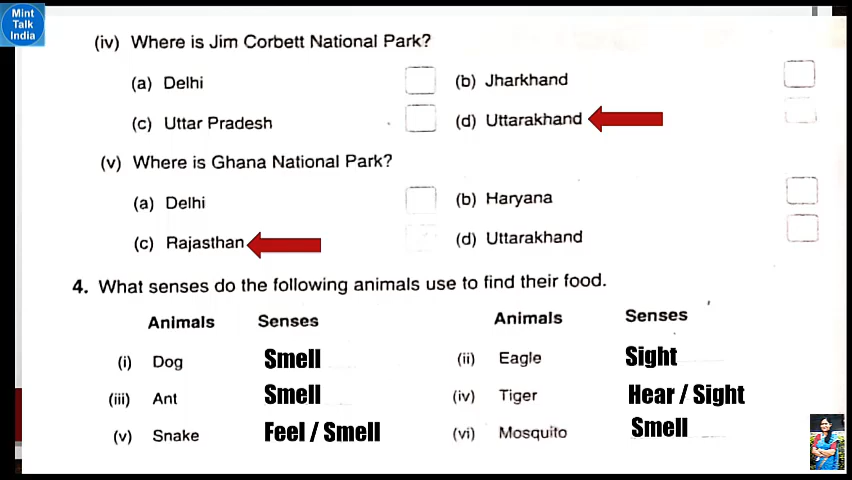 Mint
Talk
India
(iv) Where is Jim Corbett National Park?
(a) Delhi (b) Jharkhand
(c) Uttar Pradesh (d) Uttarakhand
(v) Where is Ghana National Park?
(a) Delhi (b) Haryana
(c) Rajasthan (d) Uttarakhand
4. What senses do the following animals use to find their food.
Animals Senses Animals Senses
(i) Dog Smell (ii) Eagle Sight
(iii) Ant Smell (iv) Tiger Hear / Sight
(v) Snake Feel / Smell (vi) Mosquito Smell